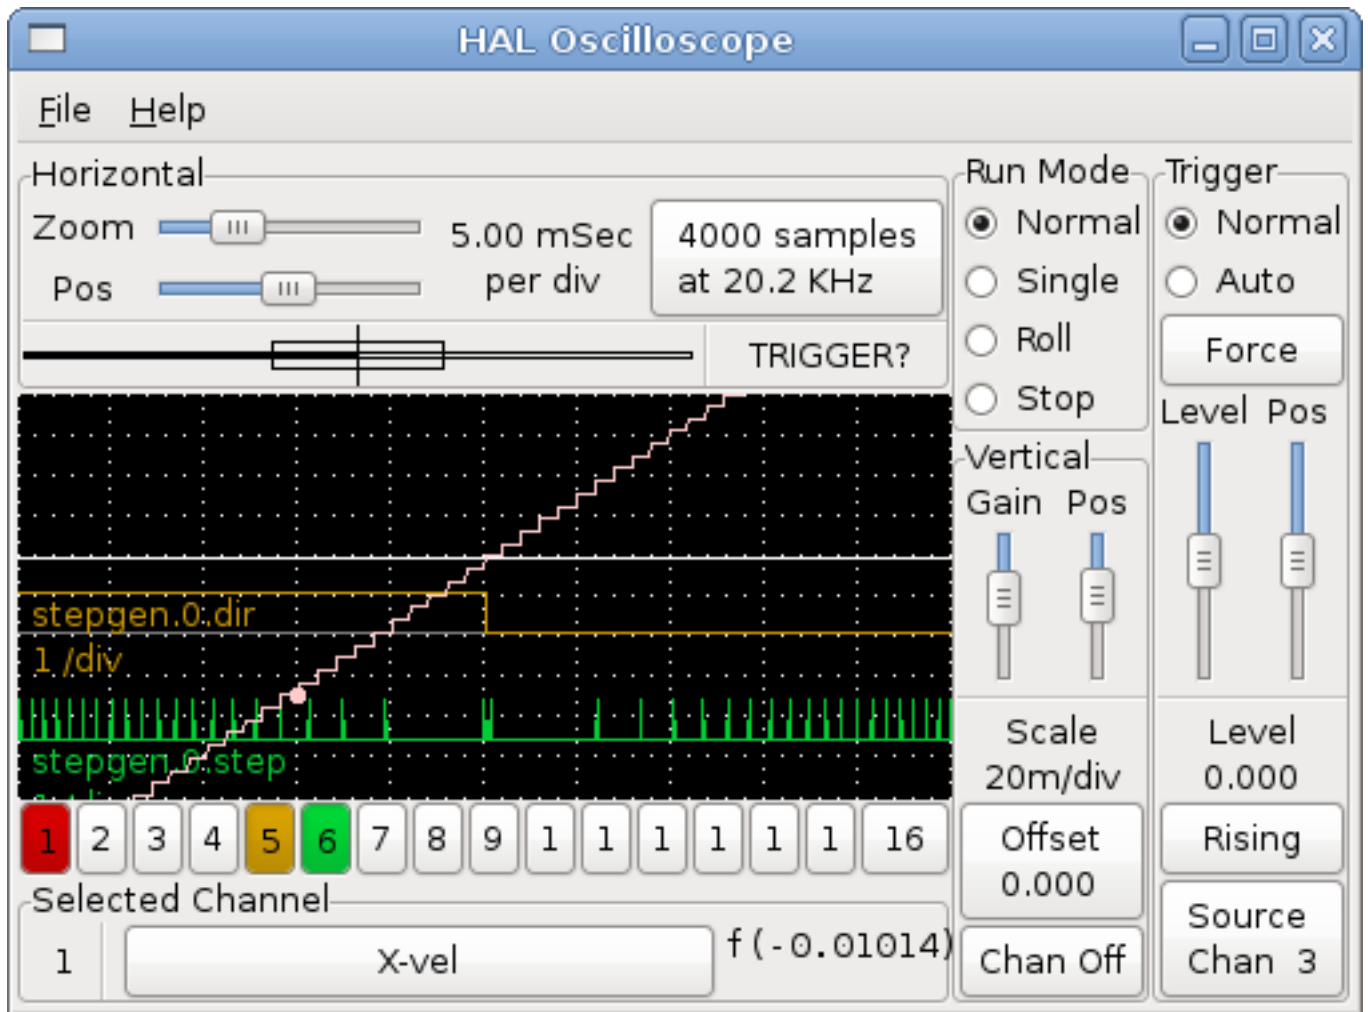 HAL Oscilloscope
File Help
Horizontal
Zoom
Pos
5.00 mSec
per div
4000 samples
at 20.2 KHz
TRIGGER?
Run Mode
Normal
Single
Roll
Stop
Trigger
Normal
Auto
Force
Level Pos
Vertical
Gain Pos
stepgen.0.dir
1 /div
stepgen.0.step
Scale
20m/div
Level
0.000
1 2 3 4 5 6 7 8 9 1 1 1 1 1 1 16
Offset
0.000
Rising
Selected Channel
1
X-vel
f(-0.01014)
Chan Off
Source
Chan 3